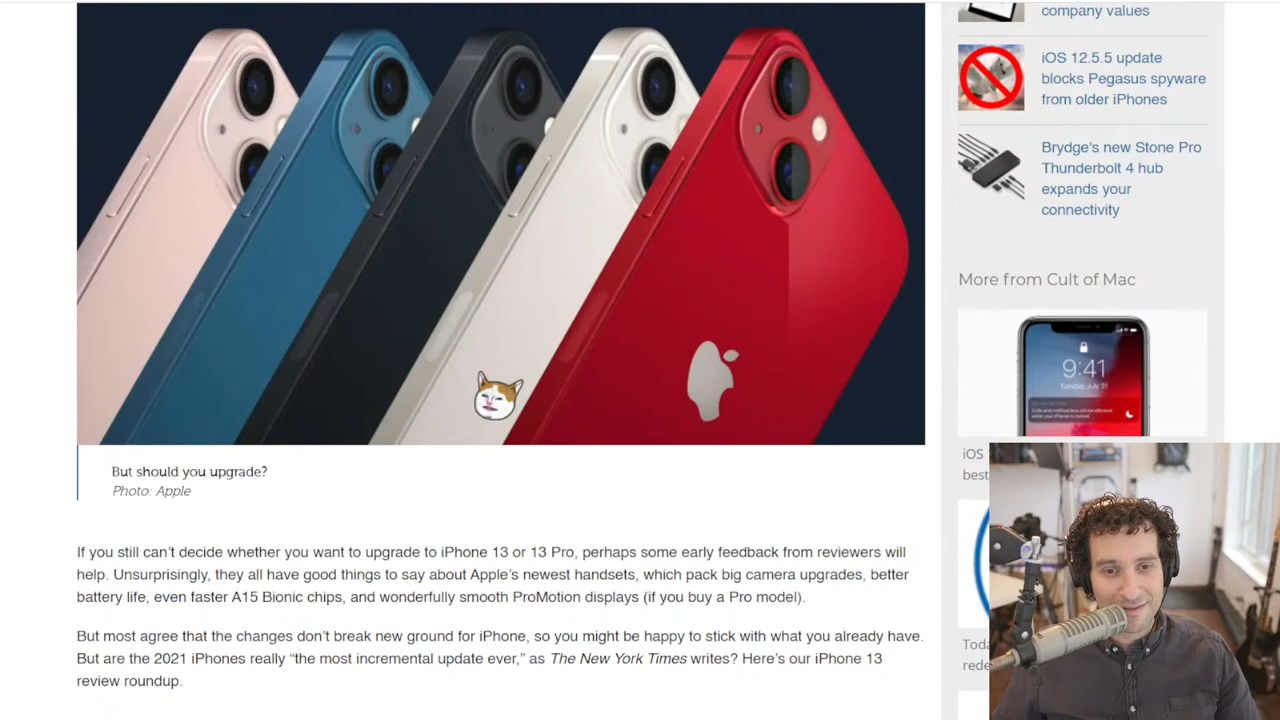 But should you upgrade?
Photo: Apple
If you still can't decide whether you want to upgrade to iPhone 13 or 13 Pro, perhaps some early feedback from reviewers will
help. Unsurprisingly, they all have good things to say about Apple's newest handsets, which pack big camera upgrades, better
battery life, even faster A15 Bionic chips, and wonderfully smooth ProMotion displays (if you buy a Pro model).
But most agree that the changes don't break new ground for iPhone, so you might be happy to stick with what you already have.
But are the 2021 iPhones really “the most incremental update ever,” as The New York Times writes? Here's our iPhone 13
review roundup.
company values
iOS 12.5.5 update
blocks Pegasus spyware
from older iPhones
Brydge's new Stone Pro
Thunderbolt 4 hub
expands your
connectivity
More from Cult of Mac
9:41
Tuesday, July 31
iOS
best
Toda
rede